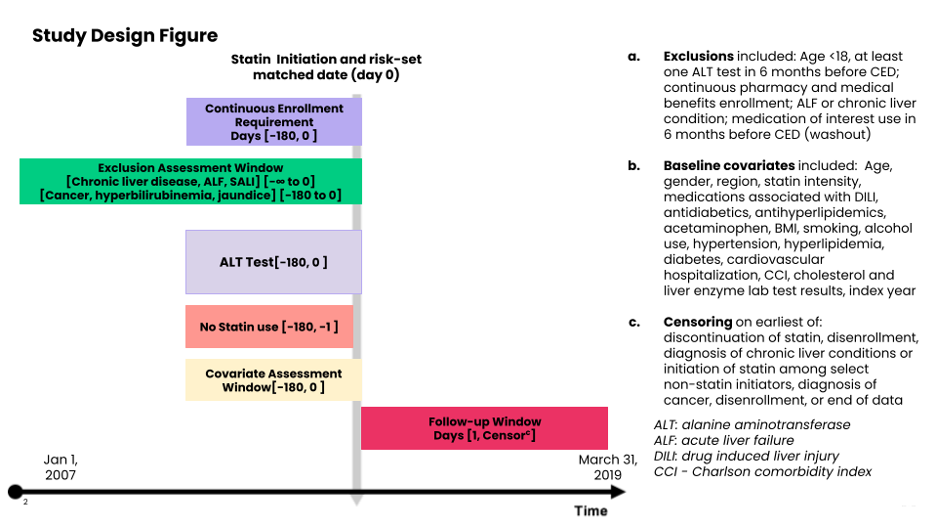 Study Design Figure
Statin Initiation and risk-set
matched date (day 0)
Continuous Enrollment
Requirement
Days [-180, 0 ]
Exclusion Assessment Window
[Chronic liver disease, ALF, SALI] [-∞ to 0]
[Cancer, hyperbilirubinemia, jaundice] [-180 to 0]
ALT Test[-180, 0 ]
No Statin use [-180, -1 ]
Covariate Assessment
Window[-180, 0 ]
Follow-up Window
Days [1, Censorᶜ]
Jan 1,
2007
March 31,
2019
2
Time
a. Exclusions included: Age <18, at least
one ALT test in 6 months before CED;
continuous pharmacy and medical
benefits enrollment; ALF or chronic liver
condition; medication of interest use in
6 months before CED (washout)
b. Baseline covariates included: Age,
gender, region, statin intensity,
medications associated with DILI,
antidiabetics, antihyperlipidemics,
acetaminophen, BMI, smoking, alcohol
use, hypertension, hyperlipidemia,
diabetes, cardiovascular
hospitalization, CCI, cholesterol and
liver enzyme lab test results, index year
c. Censoring on earliest of:
discontinuation of statin, disenrollment,
diagnosis of chronic liver conditions or
initiation of statin among select
non-statin initiators, diagnosis of
cancer, disenrollment, or end of data
ALT: alanine aminotransferase
ALF: acute liver failure
DILI: drug induced liver injury
CCI - Charlson comorbidity index